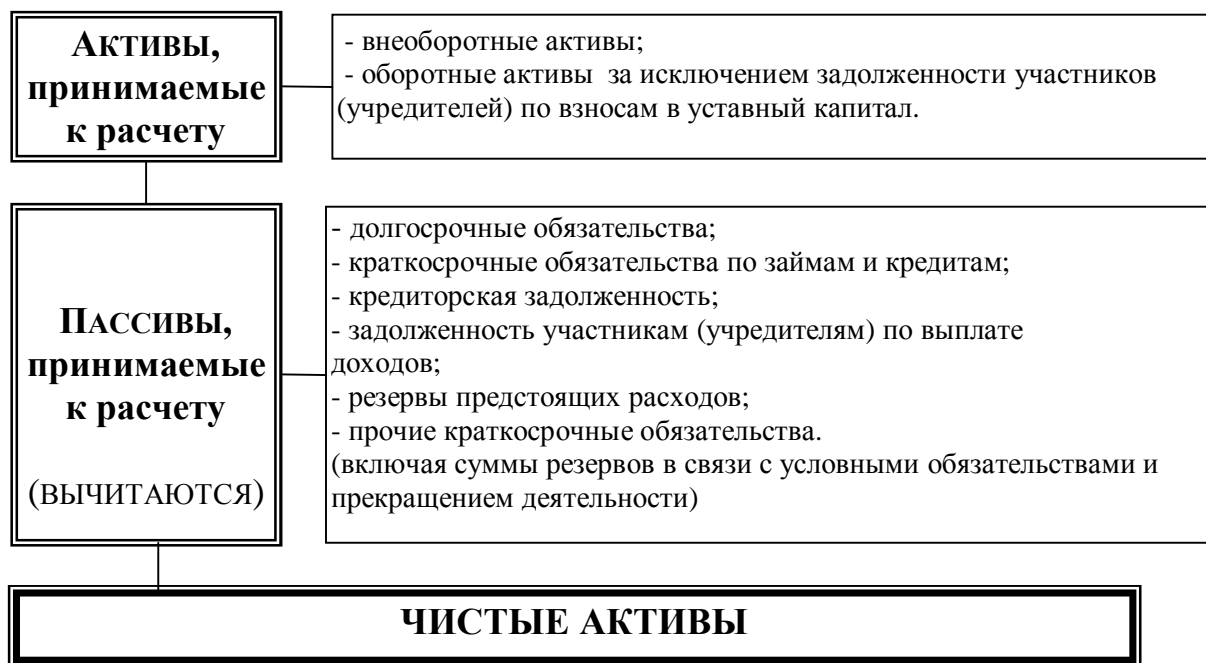 АКТИВЫ,
принимаемые
к расчету
- внеоборотные активы;
- оборотные активы за исключением задолженности участников
(учредителей) по взносам в уставный капитал.
ПАССИВЫ,
принимаемые
к расчету
(ВЫЧИТАЮТСЯ)
- долгосрочные обязательства;
- краткосрочные обязательства по займам и кредитам;
- кредиторская задолженность;
- задолженность участникам (учредителям) по выплате
доходов;
- резервы предстоящих расходов;
- прочие краткосрочные обязательства.
(включая суммы резервов в связи с условными обязательствами и
прекращением деятельности)
ЧИСТЫЕ АКТИВЫ